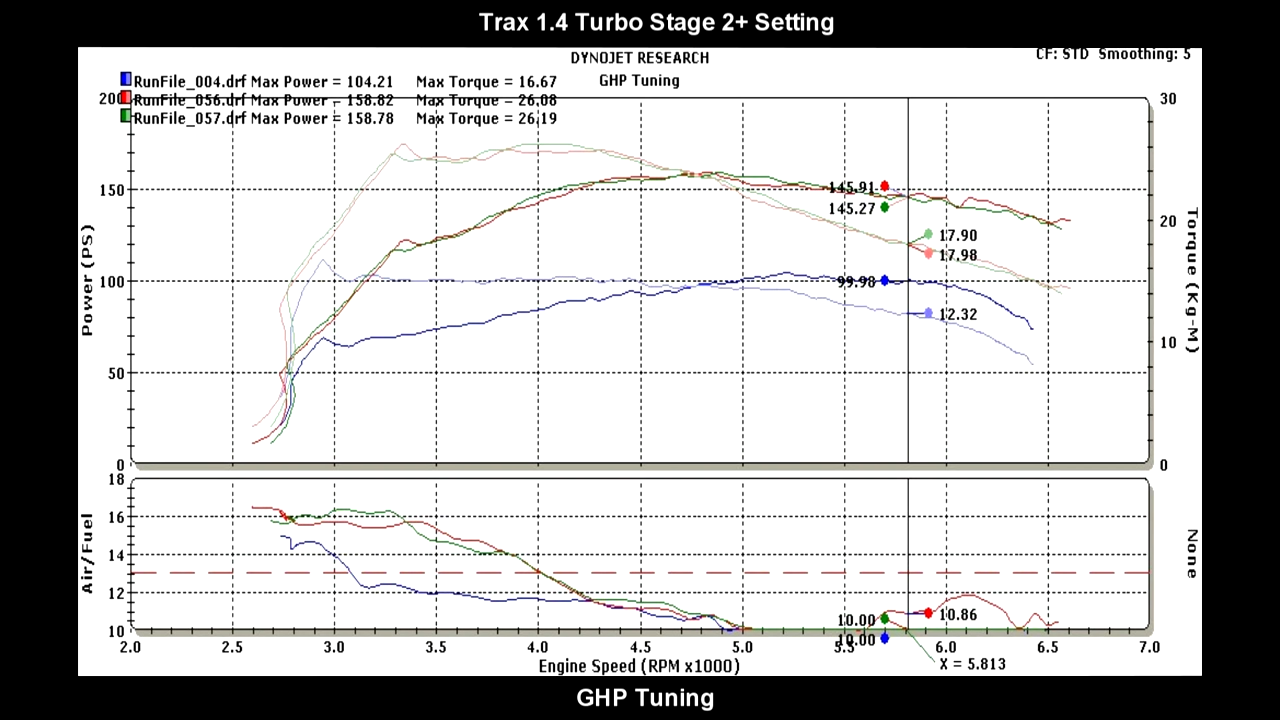 Trax 1.4 Turbo Stage 2+ Setting
DYNOJET RESEARCH
CF: STD Smoothing: 5
GHP Tuning
RunFile_004.drf Max Power = 104.21 Max Torque = 16.67
RunFile_056.drf Max Power = 158.82 Max Torque = 26.08
RunFile_057.drf Max Power = 158.78 Max Torque = 26.19
200
150
100
50
0
Power (PS)
30
20
10
0
Torque (Kg-M)
145.91
145.27
17.90
17.98
99.98
12.32
18
16
14
12
10
Air/Fuel
None
10.00
10.86
10.00
2.0 2.5 3.0 3.5 4.0 4.5 5.0 5.5 6.0 6.5 7.0
Engine Speed (RPM x1000)
X = 5.813
GHP Tuning